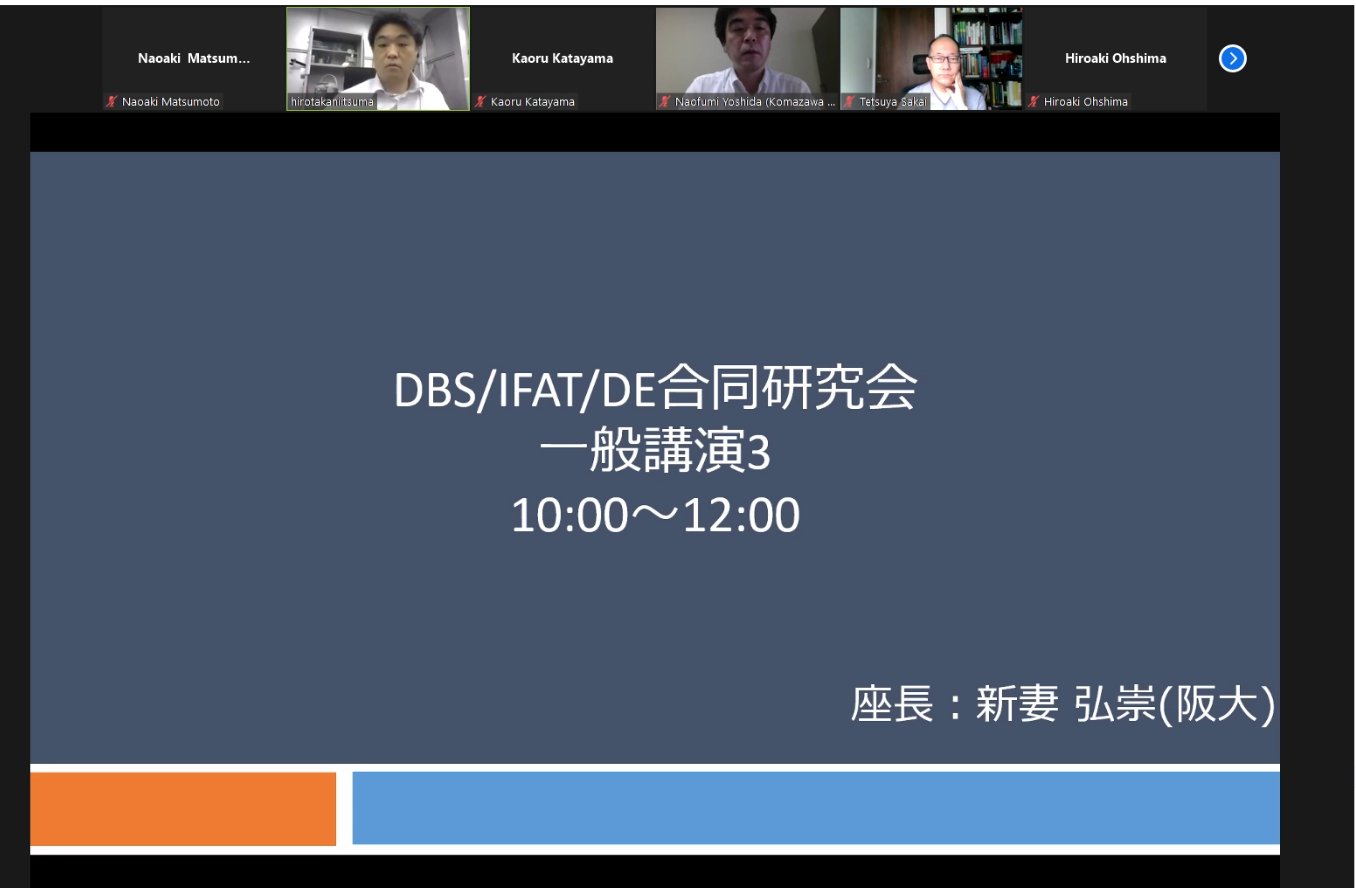 Naoaki Matsum...
Kaoru Katayama
Hiroaki Ohshima
Naoaki Matsumoto
hirotakaniitsuma
Kaoru Katayama
Naofumi Yoshida (Komazawa ...
Tetsuya Sakai
Hiroaki Ohshima
DBS/IFAT/DE合同研究会
一般講演3
10:00～12:00
座長：新妻 弘崇(阪大)